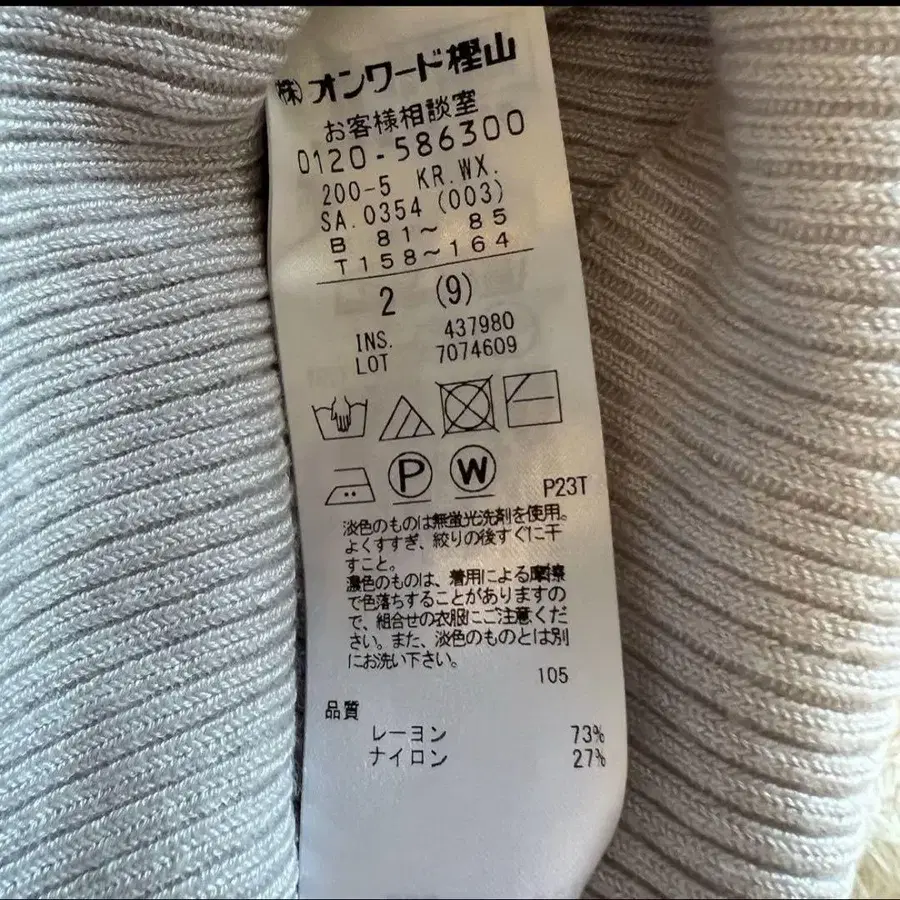 ㈱オンワード樫山
お客様相談室
0120-586300
200-5 KR.WX.
SA.0354 (003)
B 81～ 85
T158～164
2 (9)
INS. 437980
LOT 7074609
P W P23T
淡色のものは無蛍光洗剤を使用。
よくすすぎ、絞りの後すぐに干
すこと。
濃色のものは、着用による摩擦
で色落ちすることがありますの
で、組合せの衣服にご注意くだ
さい。また、淡色のものとは別
にお洗い下さい。
105
品質
レーヨン 73%
ナイロン 27%